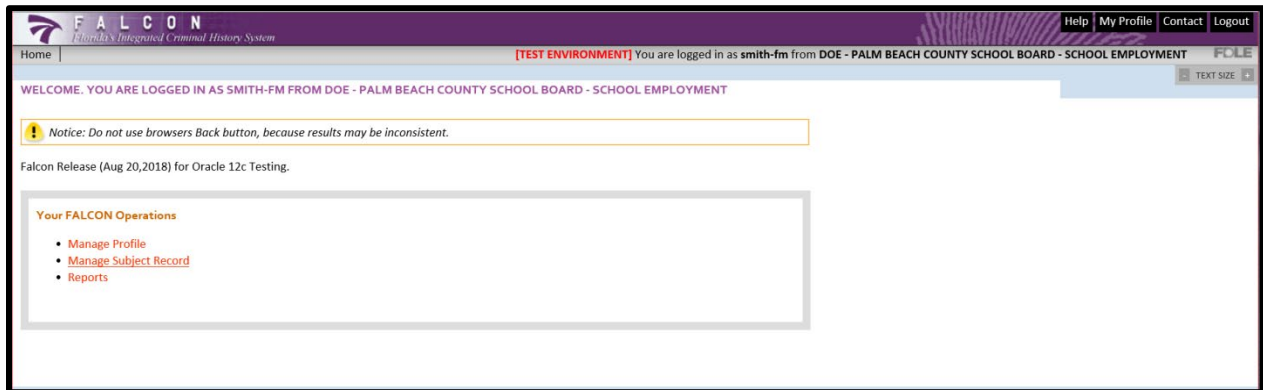 FALCON
Florida's Integrated Criminal History System
Help My Profile Contact Logout
Home
[TEST ENVIRONMENT] You are logged in as smith-fm from DOE - PALM BEACH COUNTY SCHOOL BOARD - SCHOOL EMPLOYMENT
FDLE
- TEXT SIZE +
WELCOME. YOU ARE LOGGED IN AS SMITH-FM FROM DOE - PALM BEACH COUNTY SCHOOL BOARD - SCHOOL EMPLOYMENT
! Notice: Do not use browsers Back button, because results may be inconsistent.
Falcon Release (Aug 20,2018) for Oracle 12c Testing.
Your FALCON Operations
• Manage Profile
• Manage Subject Record
• Reports